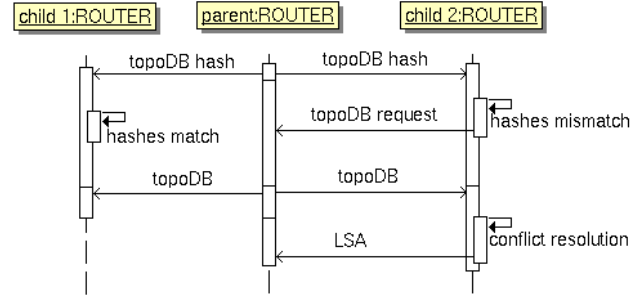 child 1:ROUTER
parent:ROUTER
child 2:ROUTER
topoDB hash
topoDB hash
topoDB request
hashes match
hashes mismatch
topoDB
topoDB
LSA
conflict resolution